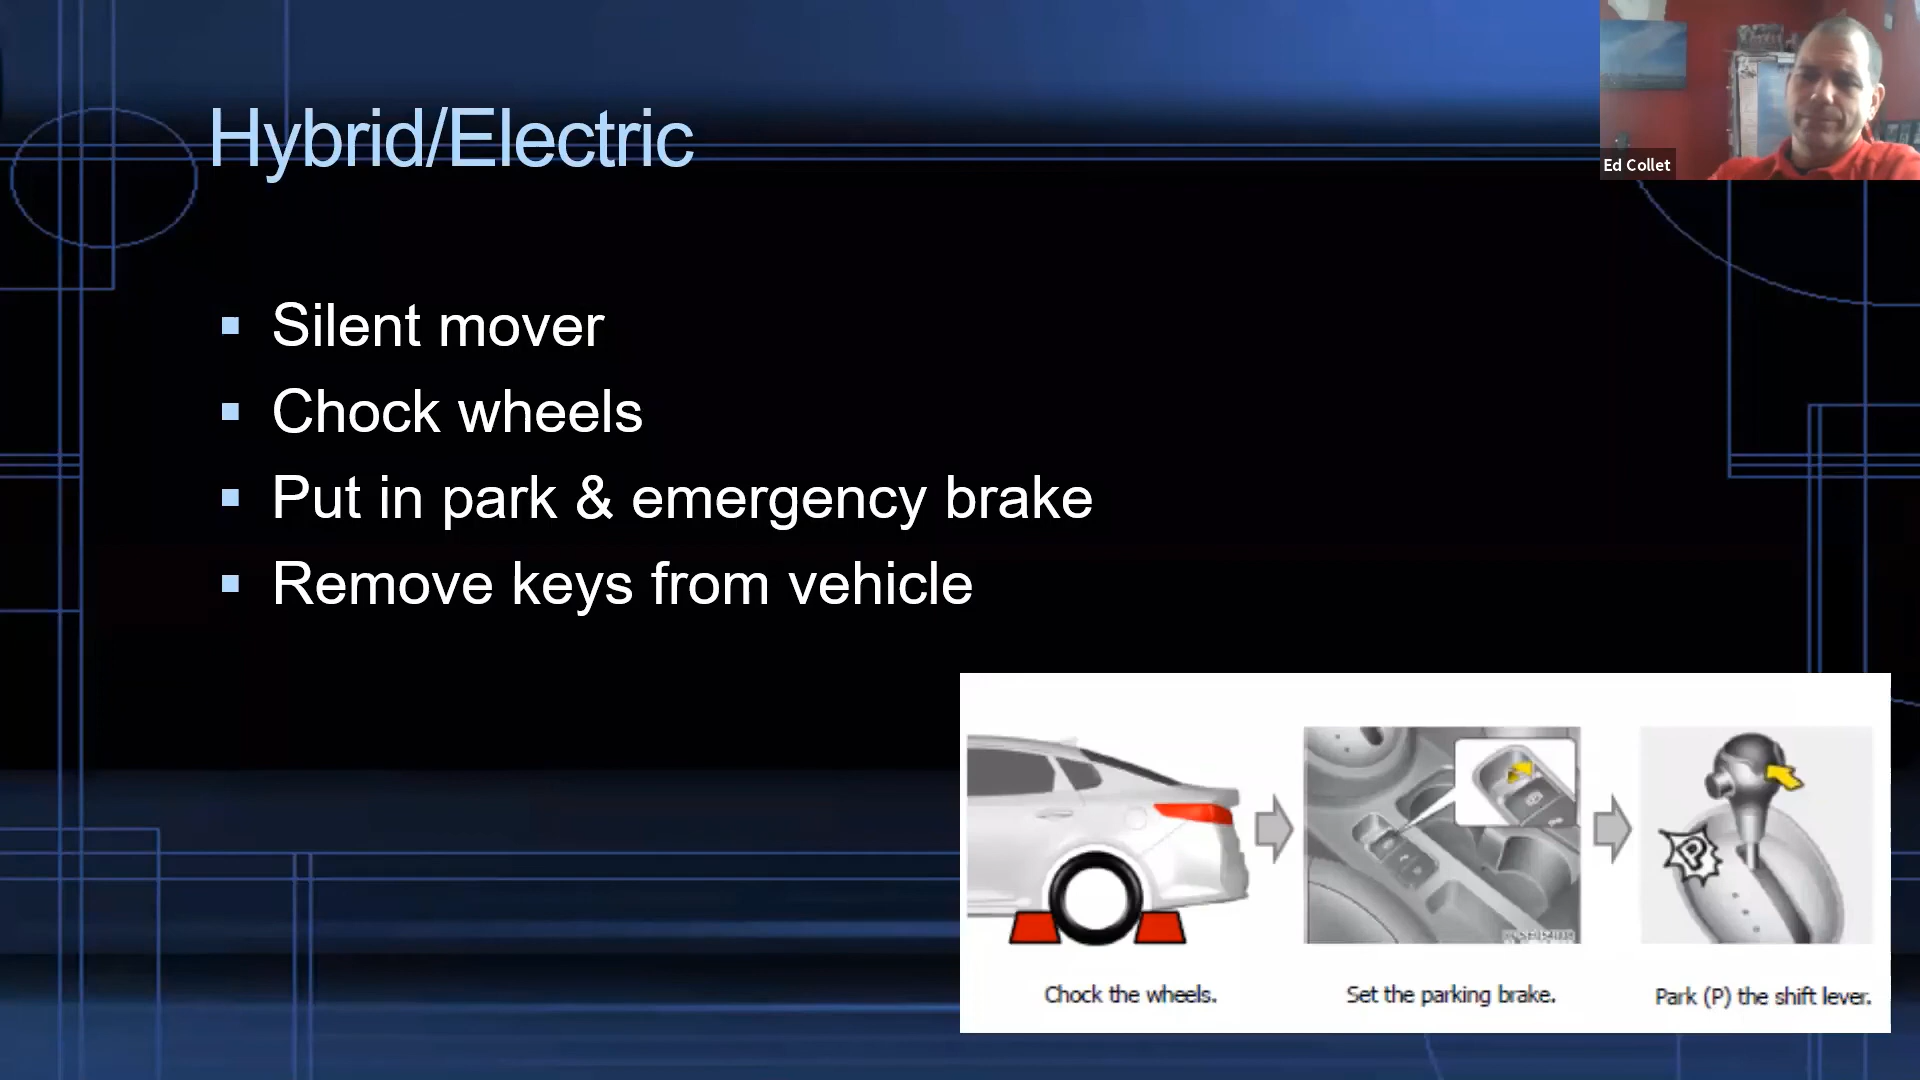 Hybrid/Electric
Ed Collet
Silent mover
Chock wheels
Put in park & emergency brake
Remove keys from vehicle
P
Chock the wheels.
Set the parking brake.
Park (P) the shift lever.